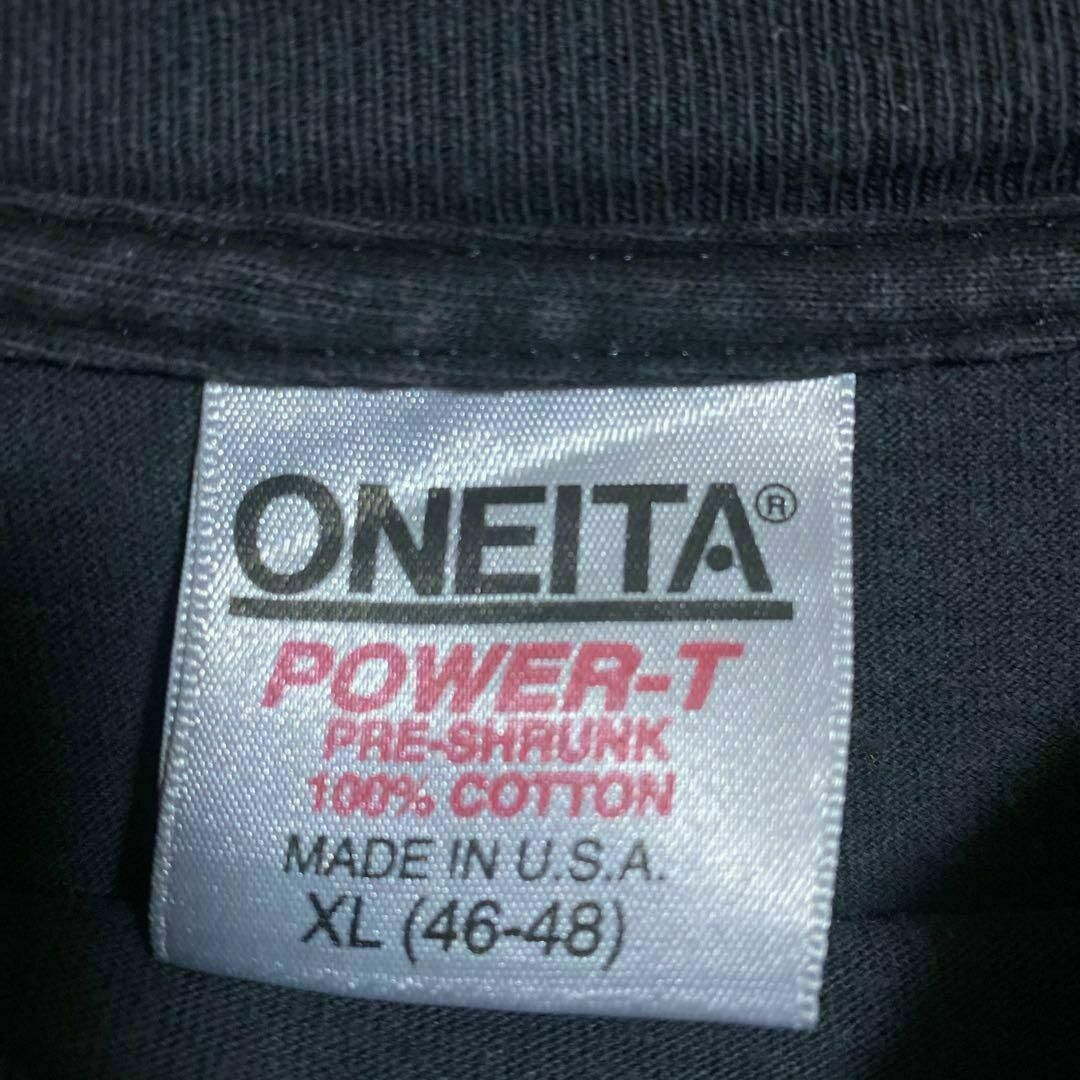 ONEITA®
POWER-T
PRE-SHRUNK
100% COTTON
MADE IN U.S.A.
XL (46-48)